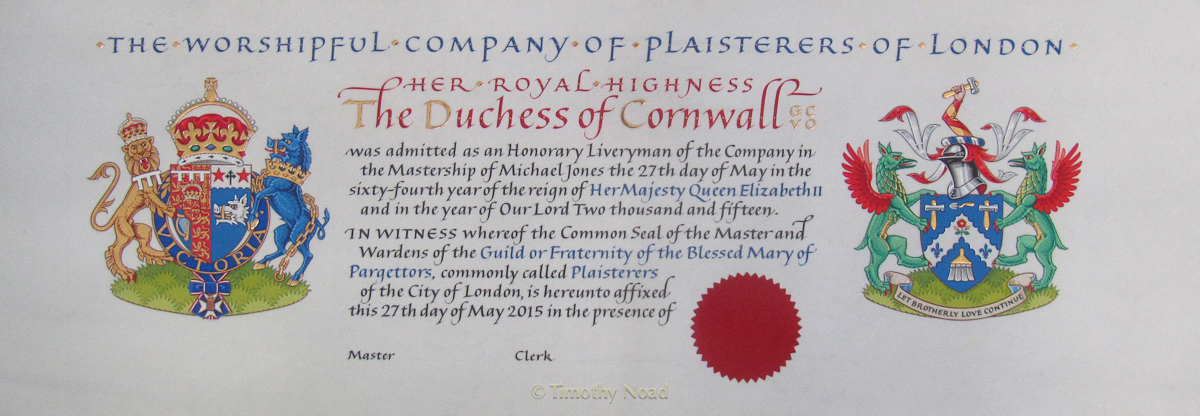 ·THE·WORSHIPFUL·COMPANY·OF·PLAISTERERS·OF·LONDON·
HER·ROYAL·HIGHNESS
The Duchess of Cornwall GCVO
was admitted as an Honorary Liveryman of the Company in
the Mastership of Michael Jones the 27th day of May in the
sixty-fourth year of the reign of Her Majesty Queen Elizabeth II
and in the year of Our Lord Two thousand and fifteen.
IN WITNESS whereof the Common Seal of the Master and
Wardens of the Guild or Fraternity of the Blessed Mary of
Pargettors, commonly called Plaisterers
of the City of London, is hereunto affixed
this 27th day of May 2015 in the presence of
Master Clerk
VICTORIA
LET BROTHERLY LOVE CONTINUE
© Timothy Noad